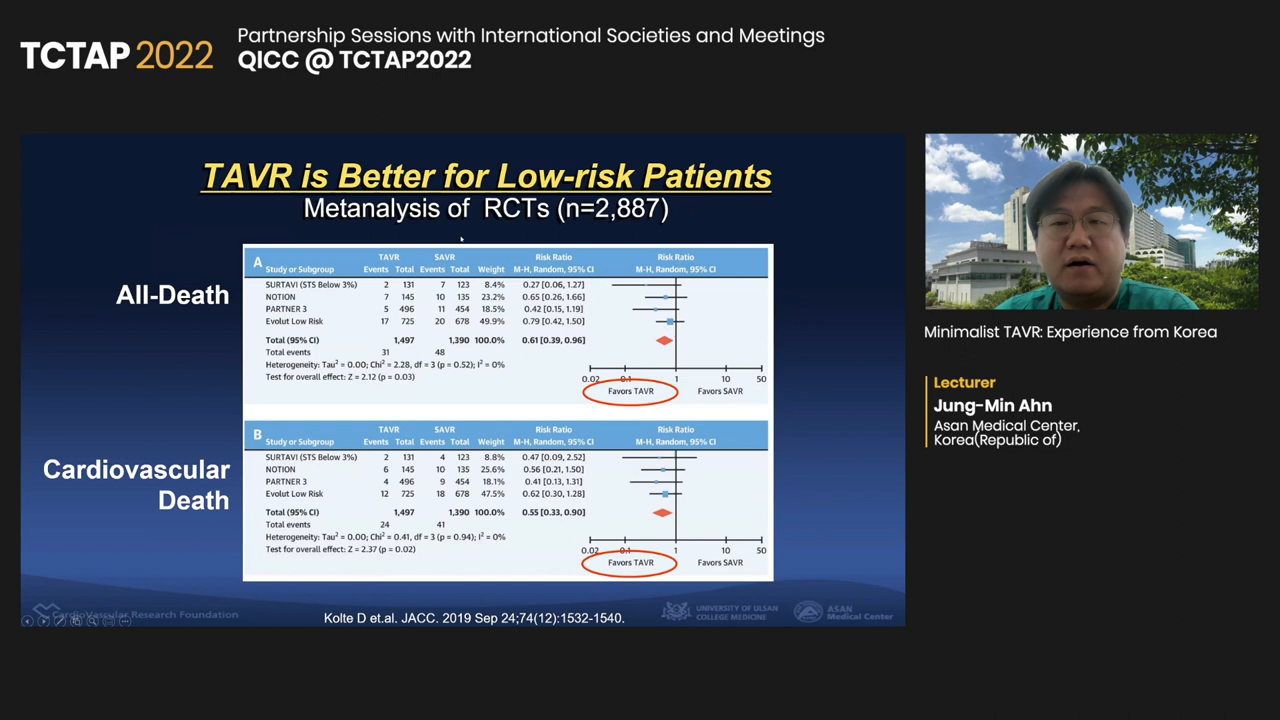 TCTAP 2022
Partnership Sessions with International Societies and Meetings
QICC @ TCTAP2022
TAVR is Better for Low-risk Patients
Metanalysis of RCTs (n=2,887)
All-Death
A
TAVR SAVR Risk Ratio Risk Ratio
Study or Subgroup Events Total Events Total Weight M-H, Random, 95% CI M-H, Random, 95% CI
SURTAVI (STS Below 3%) 2 131 7 123 8.4% 0.27 [0.06, 1.27]
NOTION 7 145 10 135 23.2% 0.65 [0.26, 1.66]
PARTNER 3 5 496 11 454 18.5% 0.42 [0.15, 1.19]
Evolut Low Risk 17 725 20 678 49.9% 0.79 [0.42, 1.50]
Total (95% CI) 1,497 1,390 100.0% 0.61 [0.39, 0.96]
Total events 31 48
Heterogeneity: Tau² = 0.00; Chi² = 2.28, df = 3 (p = 0.52); I² = 0%
Test for overall effect: Z = 2.12 (p = 0.03)
0.02 0.1 1 10 50
Favors TAVR Favors SAVR
Cardiovascular
Death
B
TAVR SAVR Risk Ratio Risk Ratio
Study or Subgroup Events Total Events Total Weight M-H, Random, 95% CI M-H, Random, 95% CI
SURTAVI (STS Below 3%) 2 131 4 123 8.8% 0.47 [0.09, 2.52]
NOTION 6 145 10 135 25.6% 0.56 [0.21, 1.50]
PARTNER 3 4 496 9 454 18.1% 0.41 [0.13, 1.31]
Evolut Low Risk 12 725 18 678 47.5% 0.62 [0.30, 1.28]
Total (95% CI) 1,497 1,390 100.0% 0.55 [0.33, 0.90]
Total events 24 41
Heterogeneity: Tau² = 0.00; Chi² = 0.41, df = 3 (p = 0.94); I² = 0%
Test for overall effect: Z = 2.37 (p = 0.02)
0.02 0.1 1 10 50
Favors TAVR Favors SAVR
CardioVascular Research Foundation
Kolte D et.al. JACC. 2019 Sep 24;74(12):1532-1540.
UNIVERSITY OF ULSAN
COLLEGE MEDICINE
ASAN
Medical Center
Minimalist TAVR: Experience from Korea
Lecturer
Jung-Min Ahn
Asan Medical Center,
Korea(Republic of)